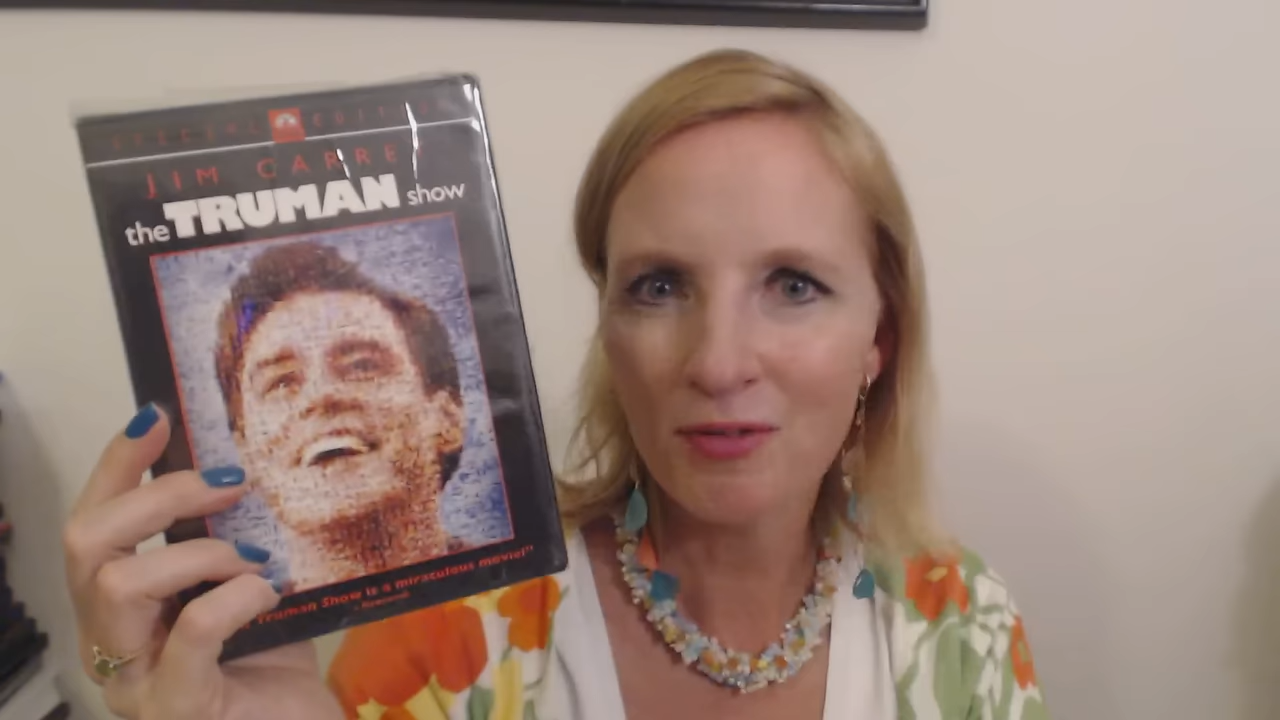 SPECIAL EDITION
JIM CARREY
the TRUMAN show
Truman Show is a miraculous movie!"